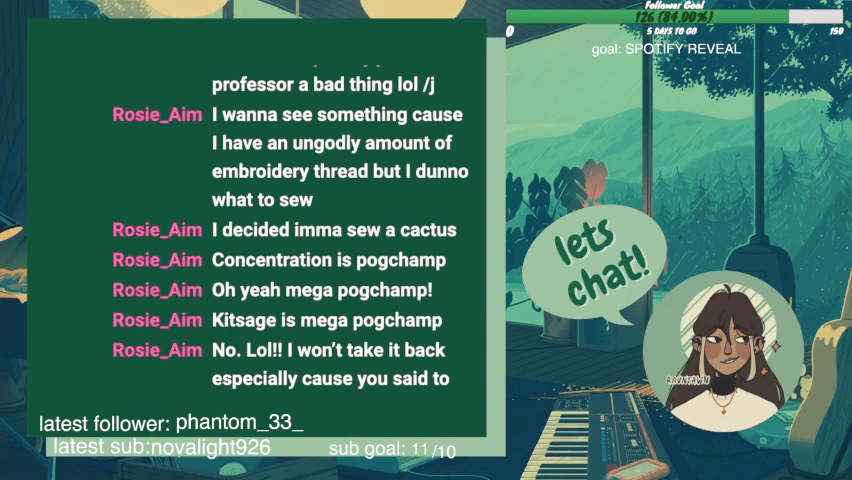 Follower Goal
126 (84.00%)
0 5 DAYS TO GO 150
goal: SPOTIFY REVEAL
professor a bad thing lol /j
Rosie_Aim I wanna see something cause
I have an ungodly amount of
embroidery thread but I dunno
what to sew
Rosie_Aim I decided imma sew a cactus
Rosie_Aim Concentration is pogchamp
Rosie_Aim Oh yeah mega pogchamp!
Rosie_Aim Kitsage is mega pogchamp
Rosie_Aim No. Lol!! I won’t take it back
especially cause you said to
lets
chat!
latest follower: phantom_33_
latest sub:novalight926
sub goal: 11/10